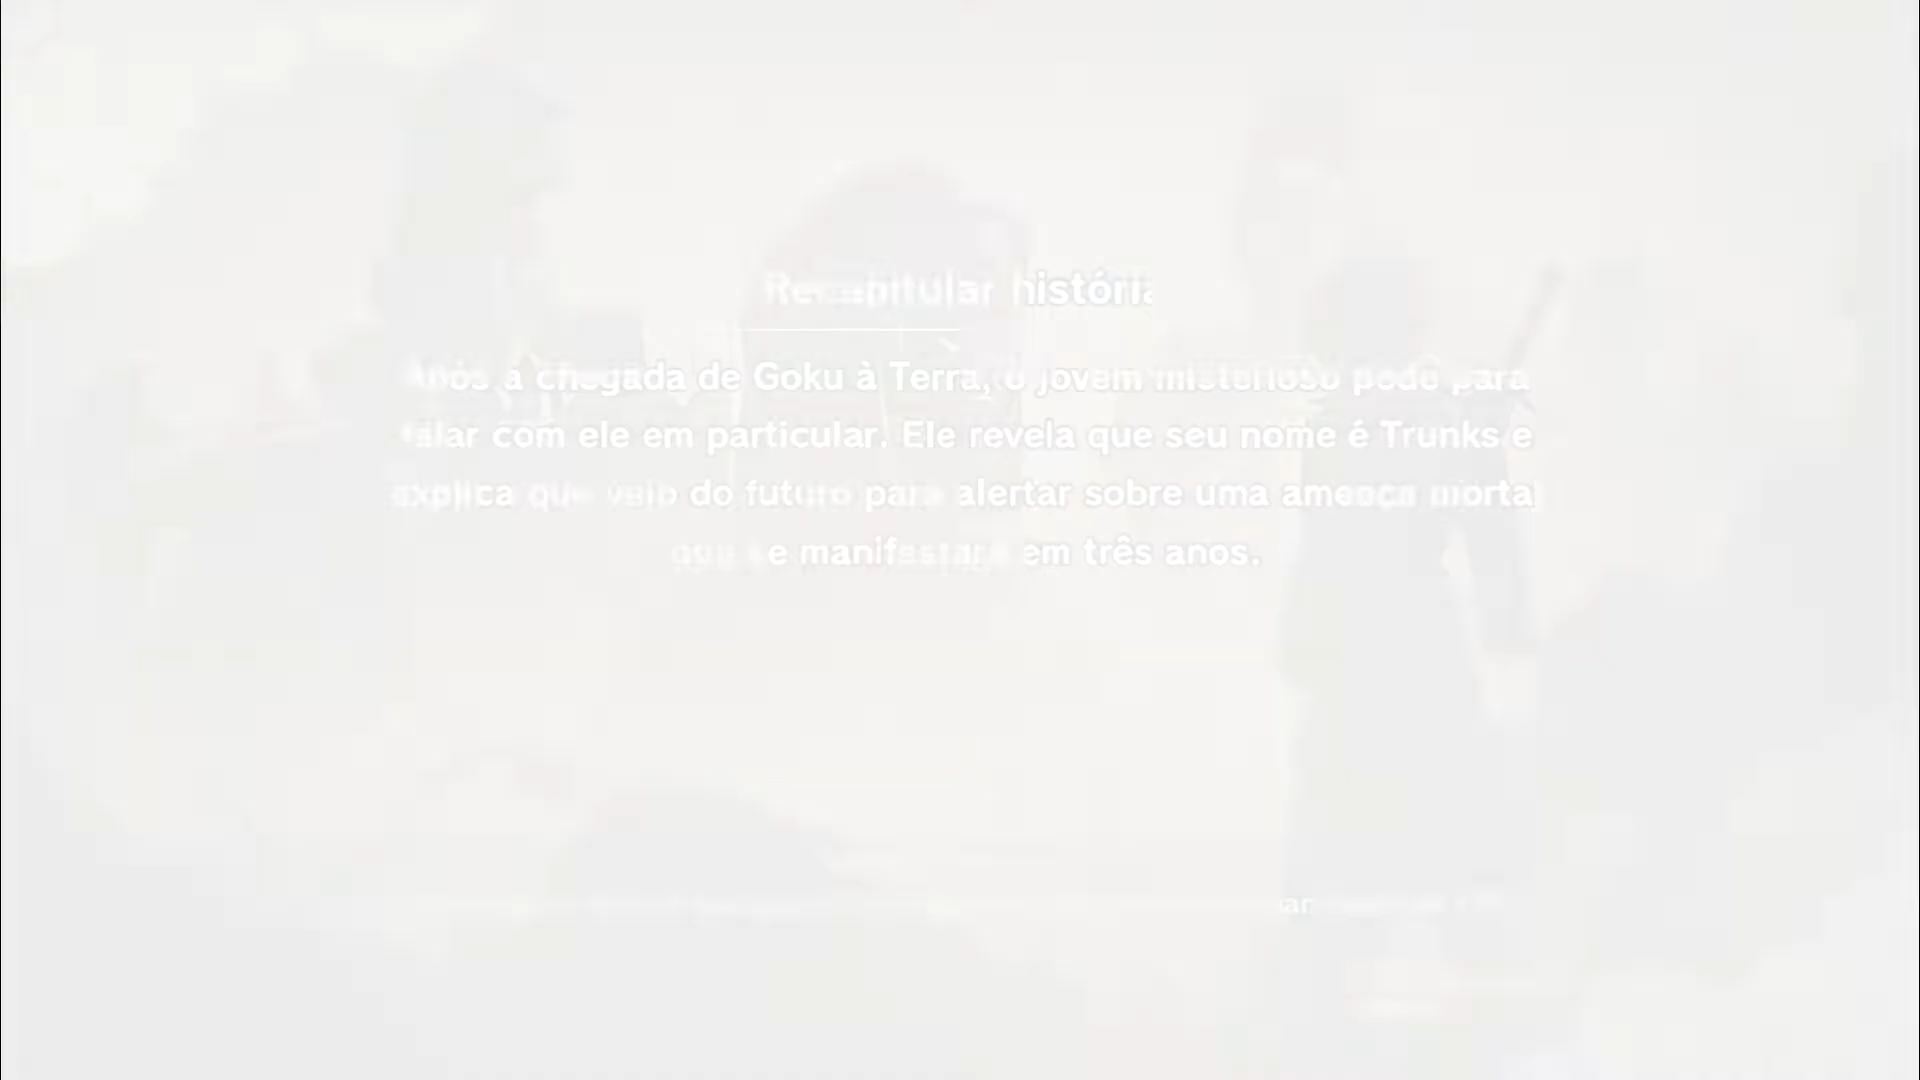 Recapitular história
Após a chegada de Goku à Terra, o jovem misterioso pede para
falar com ele em particular. Ele revela que seu nome é Trunks e
explica que veio do futuro para alertar sobre uma ameaça mortal
que se manifestará em três anos.